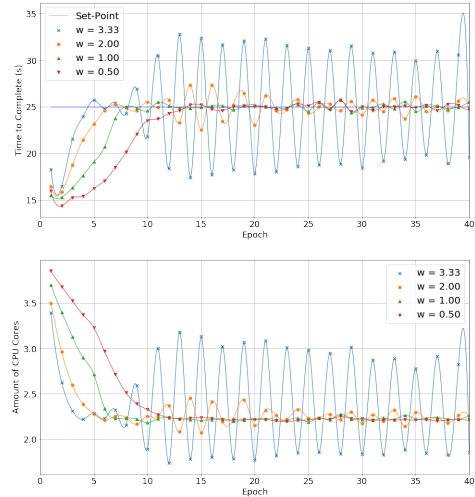 35
30
25
20
15
Time to Complete (s)
Set-Point
w = 3.33
w = 2.00
w = 1.00
w = 0.50
0 5 10 15 20 25 30 35 40
Epoch
3.5
3.0
2.5
2.0
Amount of CPU Cores
w = 3.33
w = 2.00
w = 1.00
w = 0.50
0 5 10 15 20 25 30 35 40
Epoch